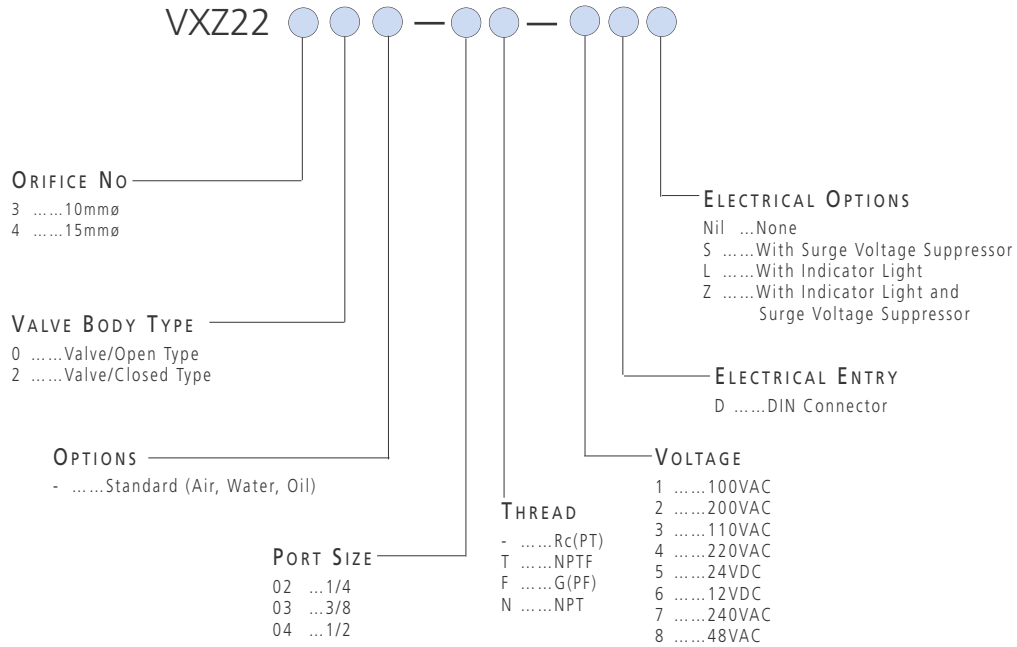 VXZ22 — —
ORIFICE NO
3 ......10mmø
4 ......15mmø
VALVE BODY TYPE
0 ......Valve/Open Type
2 ......Valve/Closed Type
OPTIONS
- ......Standard (Air, Water, Oil)
PORT SIZE
02 ...1/4
03 ...3/8
04 ...1/2
THREAD
- ......Rc(PT)
T ......NPTF
F ......G(PF)
N ......NPT
VOLTAGE
1 ......100VAC
2 ......200VAC
3 ......110VAC
4 ......220VAC
5 ......24VDC
6 ......12VDC
7 ......240VAC
8 ......48VAC
ELECTRICAL ENTRY
D ......DIN Connector
ELECTRICAL OPTIONS
Nil ...None
S ......With Surge Voltage Suppressor
L ......With Indicator Light
Z ......With Indicator Light and
Surge Voltage Suppressor